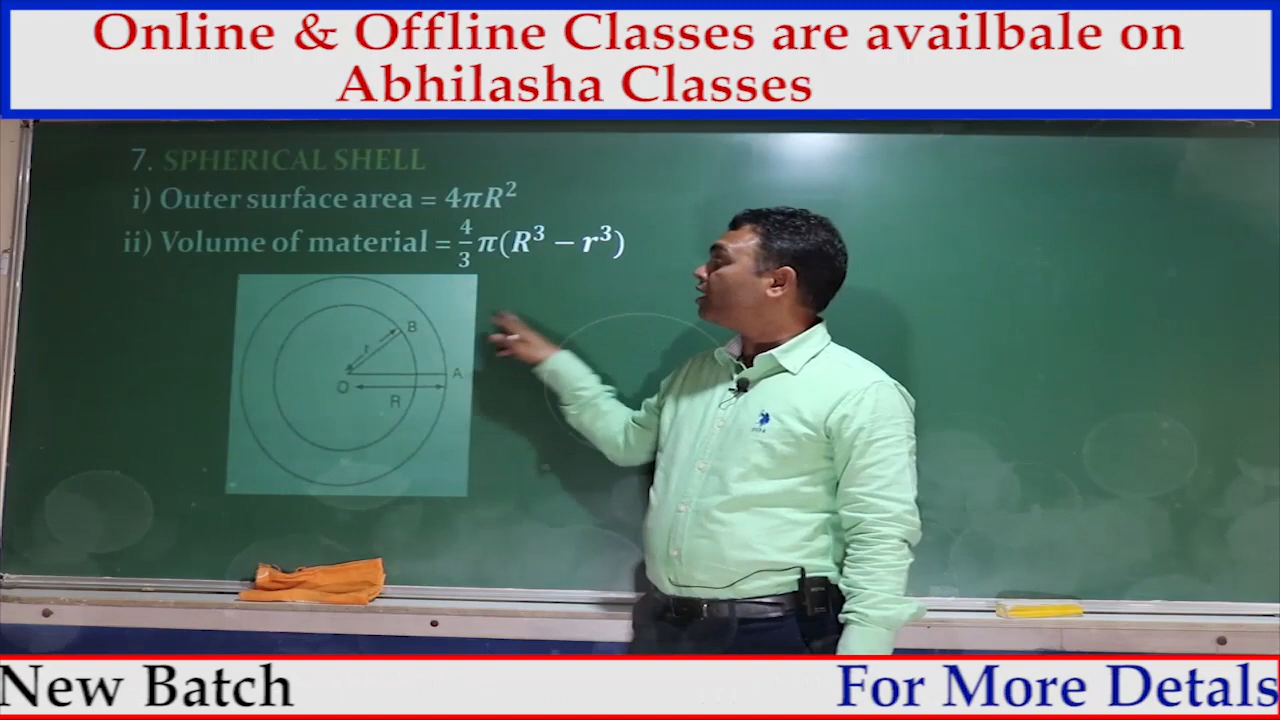 Online & Offline Classes are availbale on
Abhilasha Classes
7. SPHERICAL SHELL
i) Outer surface area = 4πR²
ii) Volume of material = 4/3 π(R³ − r³)
B
r
O
A
R
New Batch
For More Detals